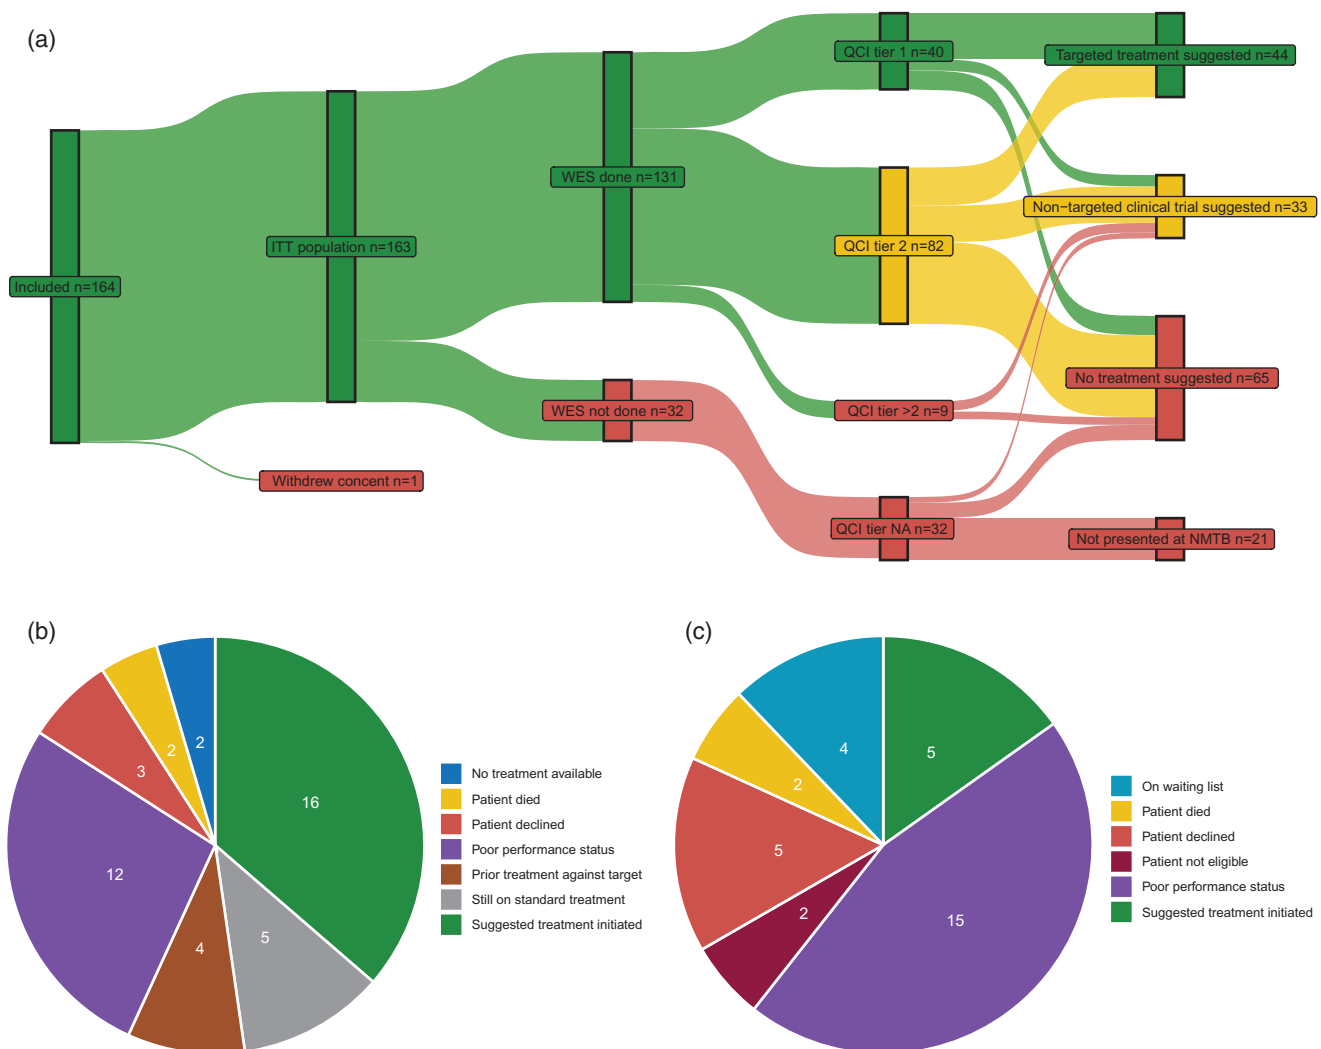 (a)
Included n=164
ITT population n=163
Withdrew concent n=1
WES done n=131
WES not done n=32
QCI tier 1 n=40
QCI tier 2 n=82
QCI tier >2 n=9
QCI tier NA n=32
Targeted treatment suggested n=44
Non−targeted clinical trial suggested n=33
No treatment suggested n=65
Not presented at NMTB n=21
(b)
2
2
3
16
12
4
5
No treatment available
Patient died
Patient declined
Poor performance status
Prior treatment against target
Still on standard treatment
Suggested treatment initiated
(c)
4
5
2
5
2
15
On waiting list
Patient died
Patient declined
Patient not eligible
Poor performance status
Suggested treatment initiated